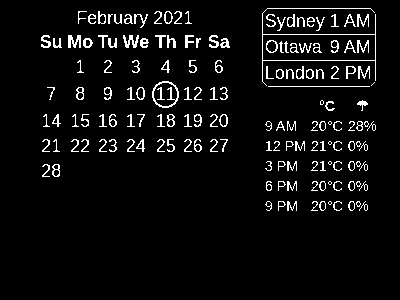 February 2021
Su Mo Tu We Th Fr Sa
1 2 3 4 5 6
7 8 9 10 11 12 13
14 15 16 17 18 19 20
21 22 23 24 25 26 27
28
Sydney 1 AM
Ottawa 9 AM
London 2 PM
°C ☂
9 AM 20°C 28%
12 PM 21°C 0%
3 PM 21°C 0%
6 PM 20°C 0%
9 PM 20°C 0%